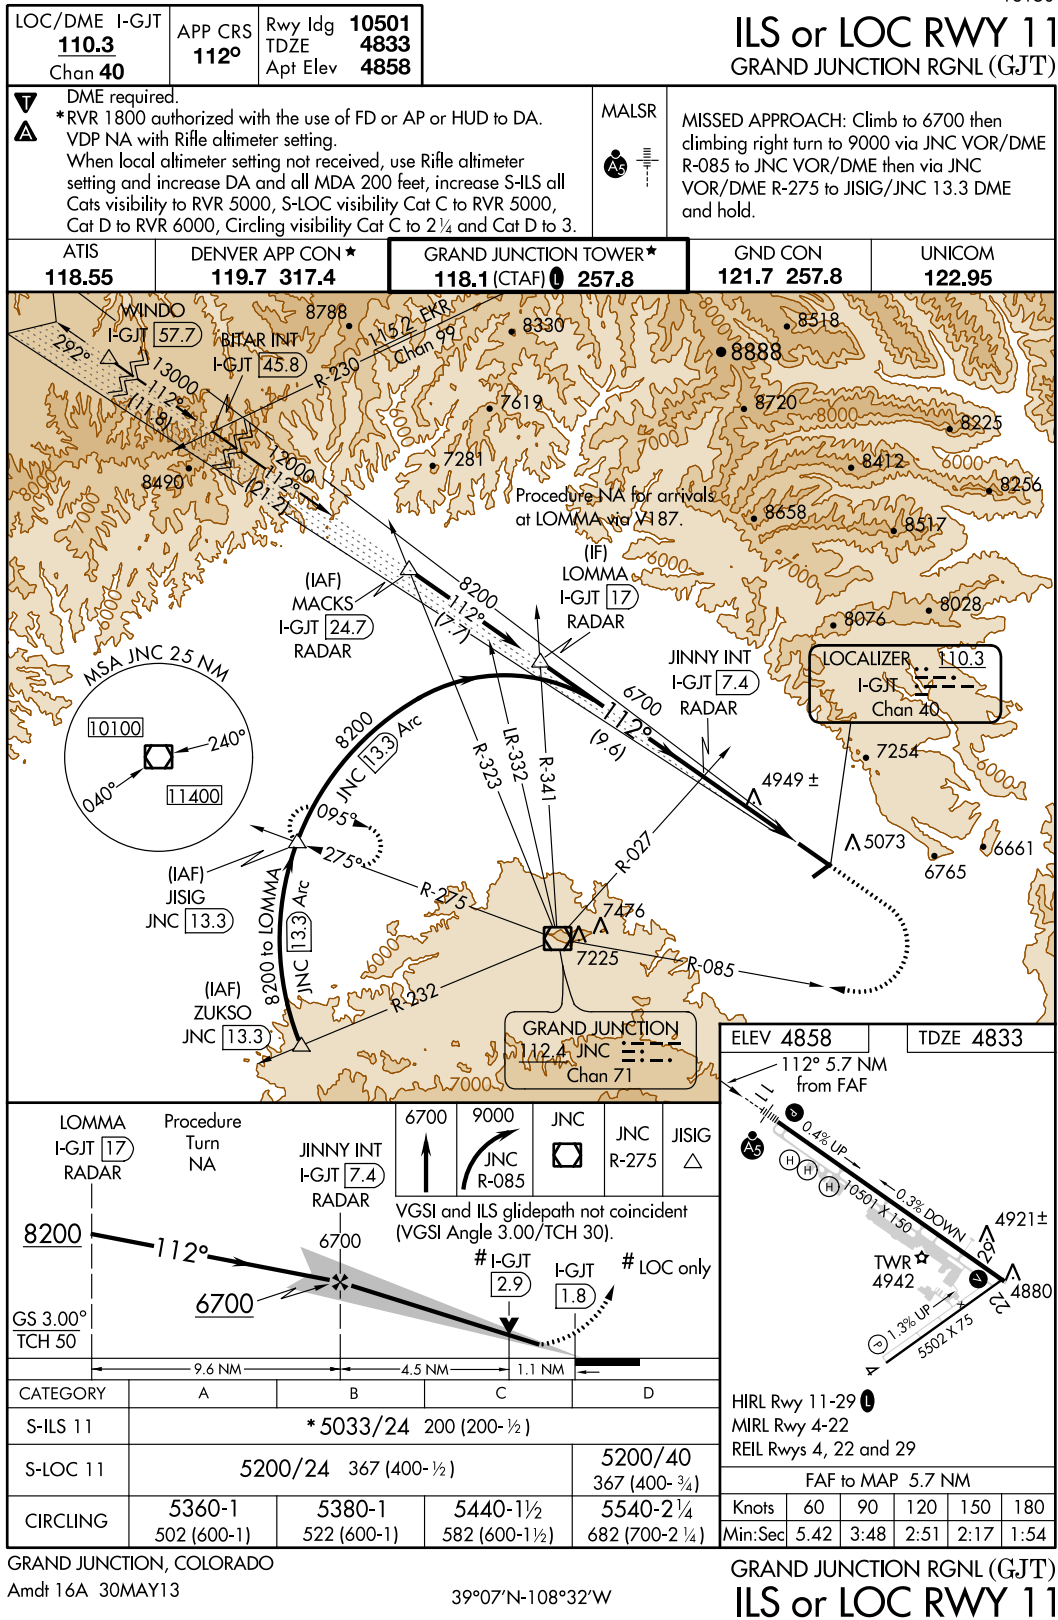 LOC/DME I-GJT
110.3
Chan 40
APP CRS
112°
Rwy ldg 10501
TDZE 4833
Apt Elev 4858
ILS or LOC RWY 11
GRAND JUNCTION RGNL (GJT)
T
A
DME required.
*RVR 1800 authorized with the use of FD or AP or HUD to DA.
VDP NA with Rifle altimeter setting.
When local altimeter setting not received, use Rifle altimeter
setting and increase DA and all MDA 200 feet, increase S-ILS all
Cats visibility to RVR 5000, S-LOC visibility Cat C to RVR 5000,
Cat D to RVR 6000, Circling visibility Cat C to 2¼ and Cat D to 3.
MALSR
A5
MISSED APPROACH: Climb to 6700 then
climbing right turn to 9000 via JNC VOR/DME
R-085 to JNC VOR/DME then via JNC
VOR/DME R-275 to JISIG/JNC 13.3 DME
and hold.
ATIS
118.55
DENVER APP CON ★
119.7 317.4
GRAND JUNCTION TOWER★
118.1 (CTAF) L 257.8
GND CON
121.7 257.8
UNICOM
122.95
WINDO
I-GJT 57.7
BITAR INT
I-GJT 45.8
292°
13000
112°
(11.8)
12000
112°
(21.2)
R-230
115.2 EKR
Chan 99
8788
8330
8518
8888
7619
7281
8490
8720
8000
8225
7000
8412
6000
8256
8658
8517
7000
7000
6000
7000
Procedure NA for arrivals
at LOMMA via V187.
(IAF)
MACKS
I-GJT 24.7
RADAR
8200
112°
(7.7)
(IF)
LOMMA
I-GJT 17
RADAR
8076
8028
JINNY INT
I-GJT 7.4
RADAR
6700
112°
(9.6)
LOCALIZER 110.3
I-GJT
Chan 40
7254
6000
MSA JNC 25 NM
10100
240°
040°
11400
8200
JNC 13.3 Arc
R-323
LR-332
R-341
R-027
4949 ±
5073
6765
6661
095°
275°
(IAF)
JISIG
JNC 13.3
R-275
8200 to LOMMA
JNC 13.3 Arc
6000
7476
7225
R-085
R-232
(IAF)
ZUKSO
JNC 13.3
GRAND JUNCTION
112.4 JNC
Chan 71
7000
ELEV 4858
TDZE 4833
112° 5.7 NM
from FAF
11
P
A5
0.4% UP
H
H
H
10501 X 150
0.3% DOWN
4921±
29
TWR
4942
V
4880
22
P
1.3% UP
5502 X 75
4
HIRL Rwy 11-29 L
MIRL Rwy 4-22
REIL Rwys 4, 22 and 29
FAF to MAP 5.7 NM
Knots 60 90 120 150 180
Min:Sec 5.42 3:48 2:51 2:17 1:54
LOMMA
I-GJT 17
RADAR
Procedure
Turn
NA
JINNY INT
I-GJT 7.4
RADAR
6700
9000
JNC
R-085
JNC
JNC
R-275
JISIG
VGSI and ILS glidepath not coincident
(VGSI Angle 3.00/TCH 30).
8200
112°
6700
6700
# I-GJT
2.9
I-GJT
1.8
# LOC only
GS 3.00°
TCH 50
9.6 NM
4.5 NM
1.1 NM
CATEGORY A B C D
S-ILS 11 *5033/24 200 (200-½)
S-LOC 11 5200/24 367 (400-½) 5200/40 367 (400-¾)
CIRCLING 5360-1 5380-1 5440-1½ 5540-2¼
502 (600-1) 522 (600-1) 582 (600-1½) 682 (700-2¼)
GRAND JUNCTION, COLORADO
Amdt 16A 30MAY13
39°07'N-108°32'W
GRAND JUNCTION RGNL (GJT)
ILS or LOC RWY 11